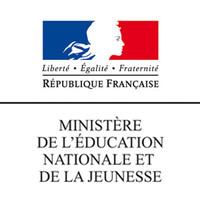 Liberté • Égalité • Fraternité
RÉPUBLIQUE FRANÇAISE
MINISTÈRE
DE L'ÉDUCATION
NATIONALE ET
DE LA JEUNESSE